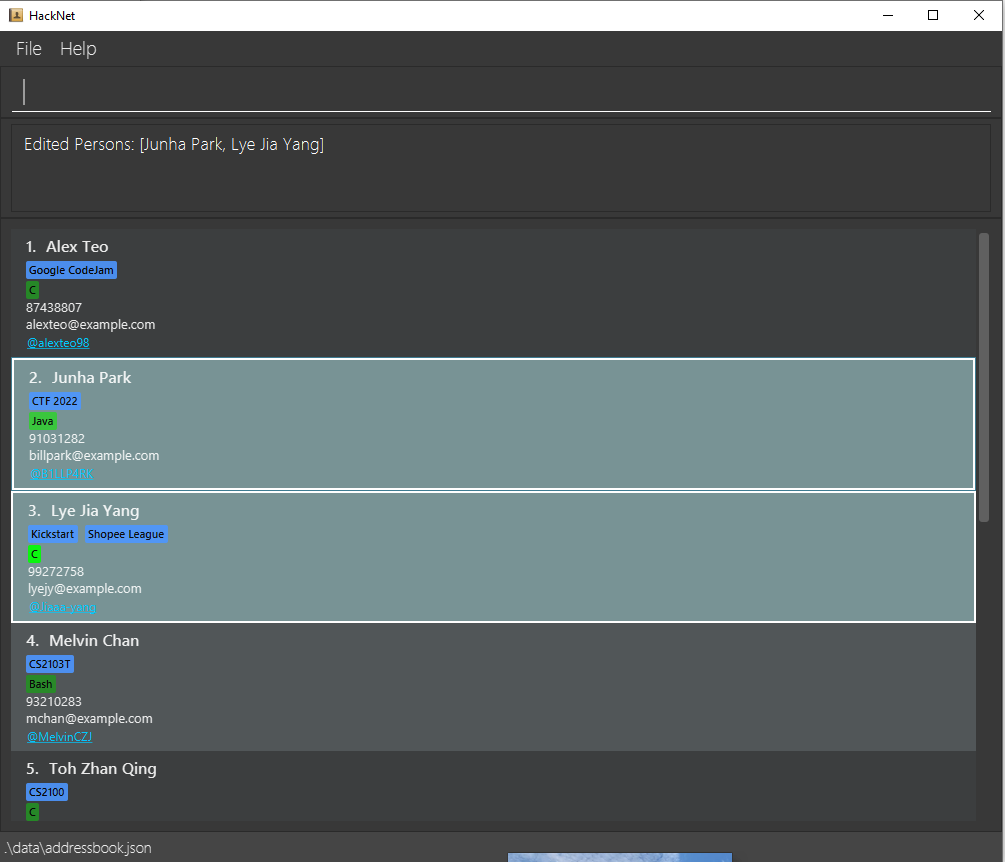 HackNet
File Help
Edited Persons: [Junha Park, Lye Jia Yang]
1. Alex Teo
Google CodeJam
C
87438807
alexteo@example.com
@alexteo98
2. Junha Park
CTF 2022
Java
91031282
billpark@example.com
3. Lye Jia Yang
Kickstart Shopee League
C
99272758
lyejy@example.com
@Jiaaa-yang
4. Melvin Chan
CS2103T
Bash
93210283
mchan@example.com
@MelvinCZJ
5. Toh Zhan Qing
CS2100
C
.\data\addressbook.json